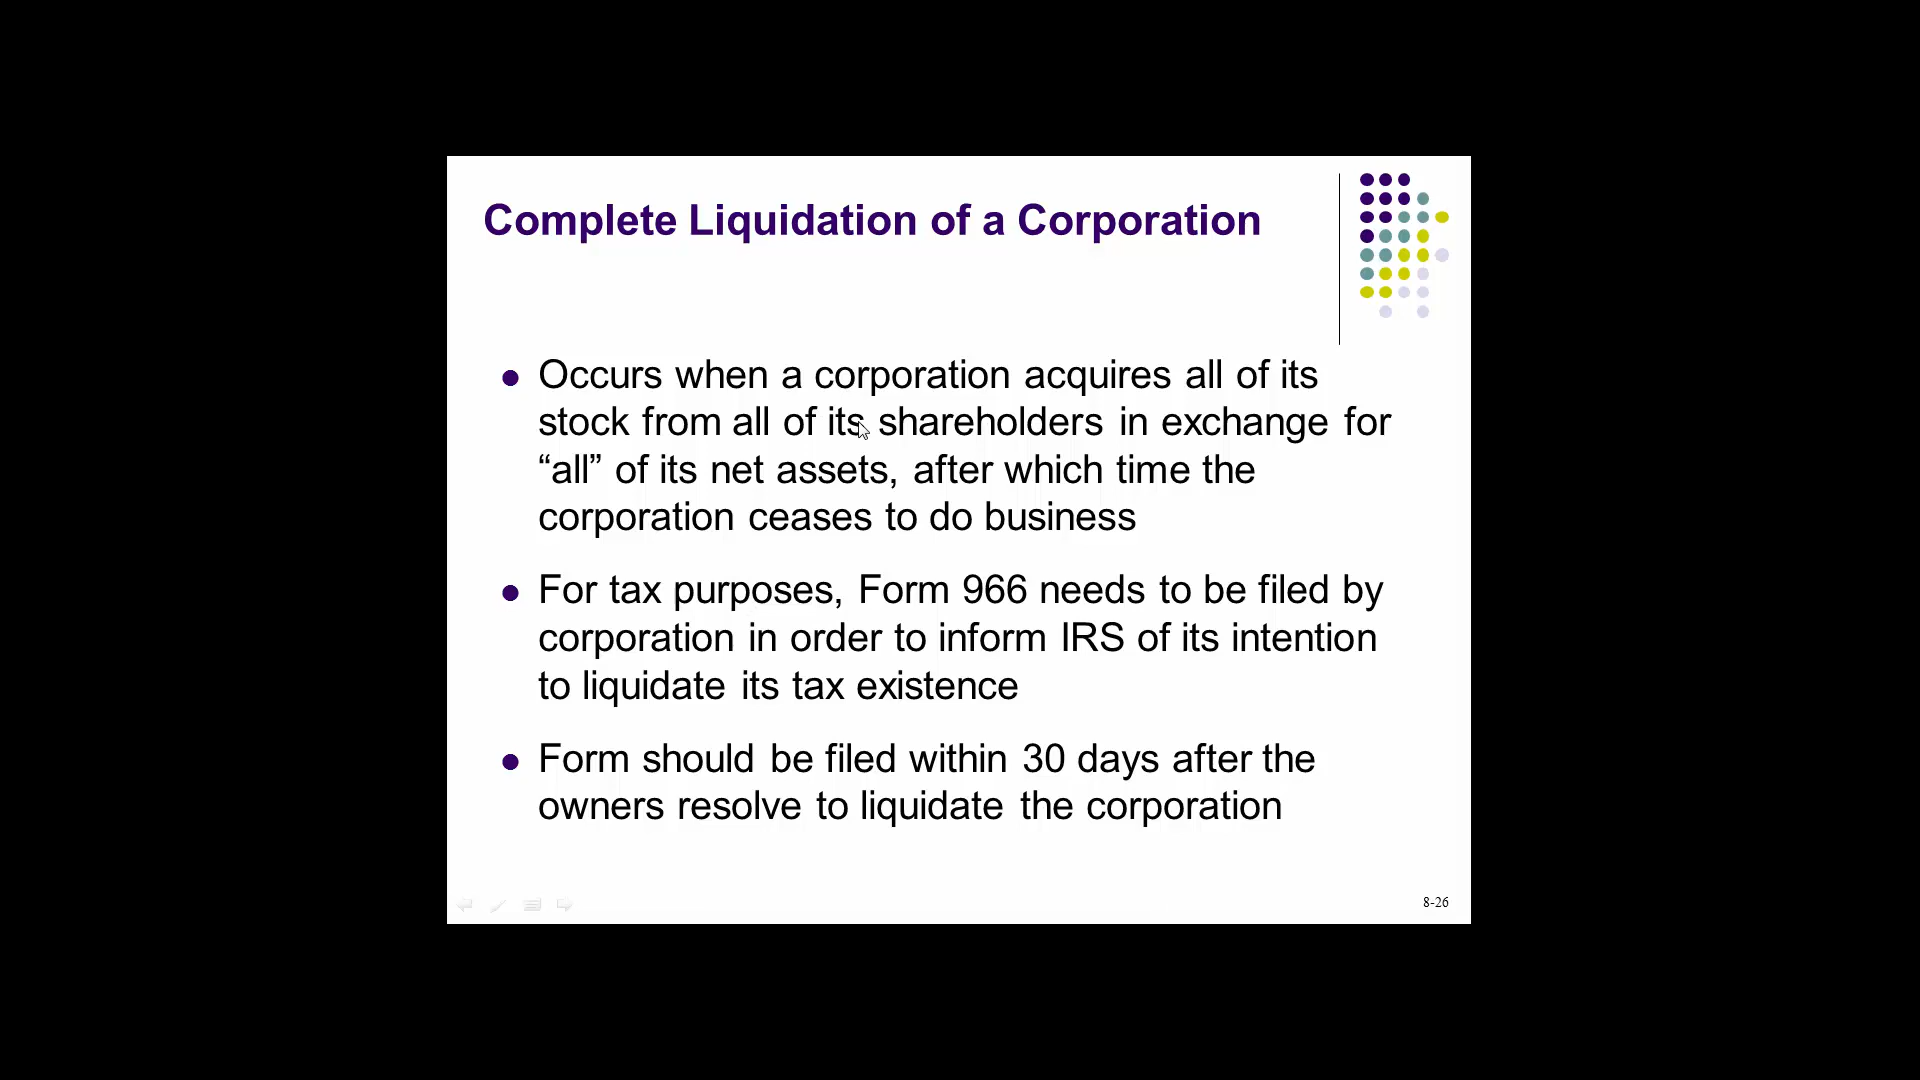 Complete Liquidation of a Corporation
Occurs when a corporation acquires all of its
stock from all of its shareholders in exchange for
“all” of its net assets, after which time the
corporation ceases to do business
For tax purposes, Form 966 needs to be filed by
corporation in order to inform IRS of its intention
to liquidate its tax existence
Form should be filed within 30 days after the
owners resolve to liquidate the corporation
8-26